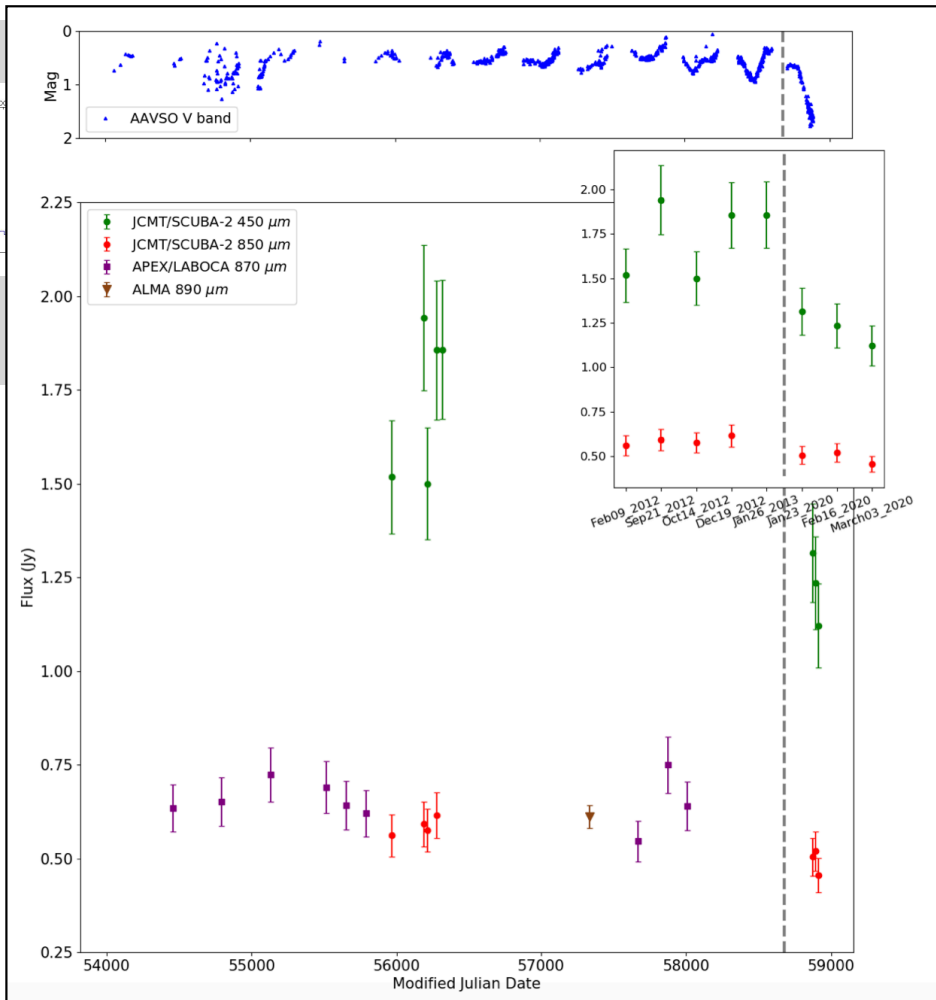 0
1
2
Mag
AAVSO V band
2.25
2.00
1.75
1.50
1.25
1.00
0.75
0.50
0.25
Flux (Jy)
JCMT/SCUBA-2 450 μm
JCMT/SCUBA-2 850 μm
APEX/LABOCA 870 μm
ALMA 890 μm
2.00
1.75
1.50
1.25
1.00
0.75
0.50
Feb09_2012
Sep21_2012
Oct14_2012
Dec19_2012
Jan26_2013
Jan23_2020
Feb16_2020
March03_2020
54000 55000 56000 57000 58000 59000
Modified Julian Date